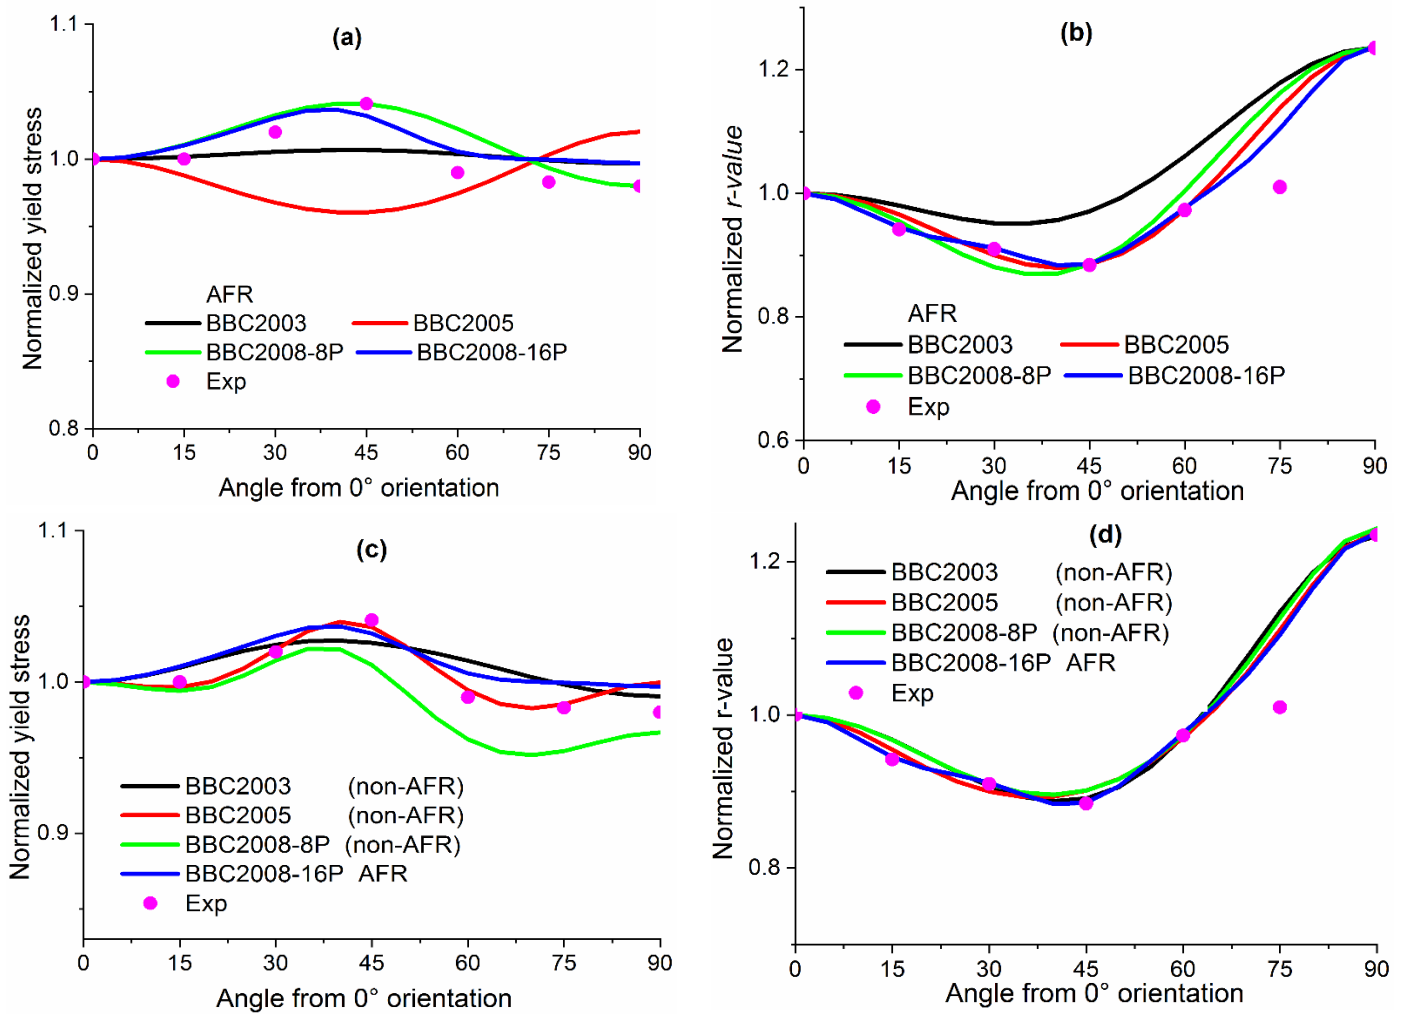 (a)
Normalized yield stress
1.1
1.0
0.9
0.8
AFR
BBC2003 BBC2005
BBC2008-8P BBC2008-16P
Exp
0 15 30 45 60 75 90
Angle from 0° orientation
(b)
Normalized r-value
1.2
1.0
0.8
0.6
AFR
BBC2003 BBC2005
BBC2008-8P BBC2008-16P
Exp
0 15 30 45 60 75 90
Angle from 0° orientation
(c)
Normalized yield stress
1.1
1.0
0.9
BBC2003 (non-AFR)
BBC2005 (non-AFR)
BBC2008-8P (non-AFR)
BBC2008-16P AFR
Exp
0 15 30 45 60 75 90
Angle from 0° orientation
(d)
Normalized r-value
1.2
1.0
0.8
BBC2003 (non-AFR)
BBC2005 (non-AFR)
BBC2008-8P (non-AFR)
BBC2008-16P AFR
Exp
0 15 30 45 60 75 90
Angle from 0° orientation